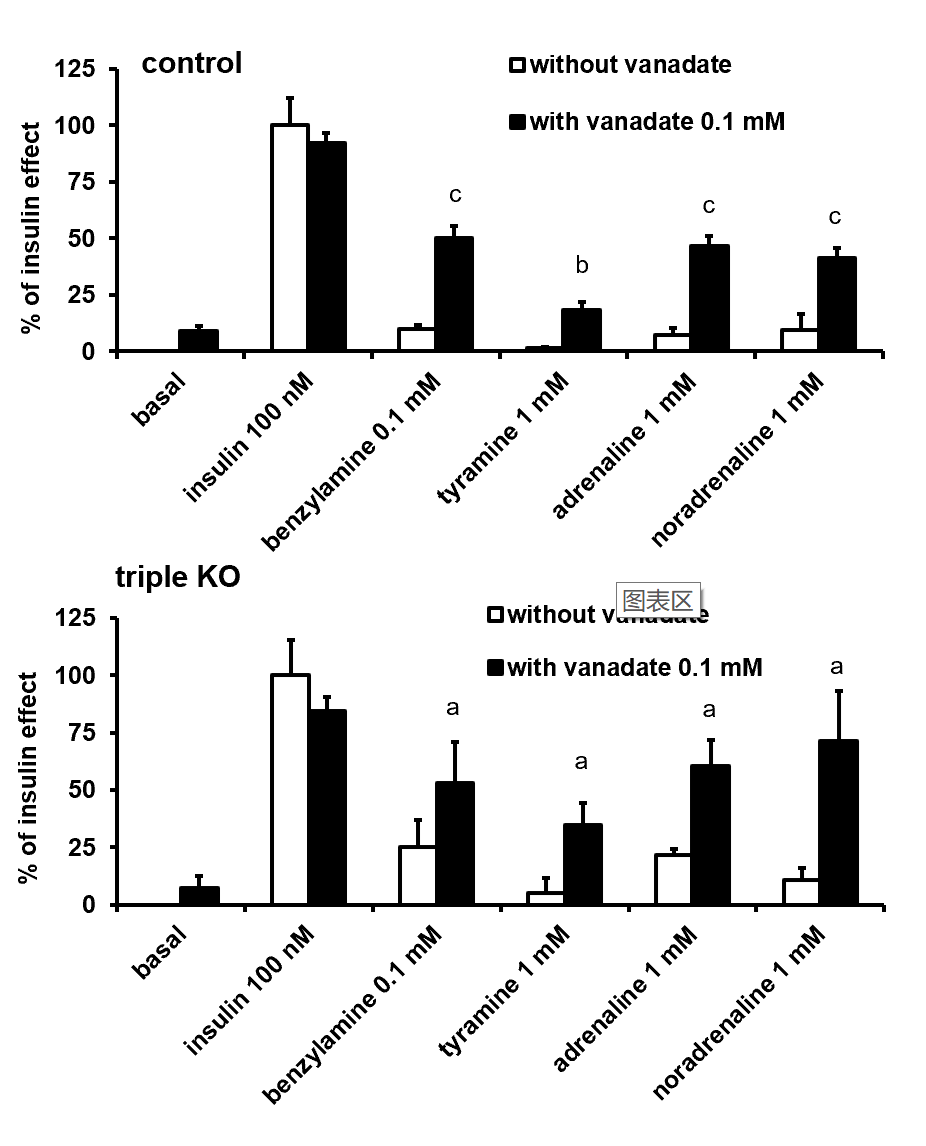 control
without vanadate
with vanadate 0.1 mM
% of insulin effect
125
100
75
50
25
0
c
b
c
c
basal
insulin 100 nM
benzylamine 0.1 mM
tyramine 1 mM
adrenaline 1 mM
noradrenaline 1 mM
triple KO
图表区
without vanadate
with vanadate 0.1 mM
% of insulin effect
125
100
75
50
25
0
a
a
a
a
basal
insulin 100 nM
benzylamine 0.1 mM
tyramine 1 mM
adrenaline 1 mM
noradrenaline 1 mM